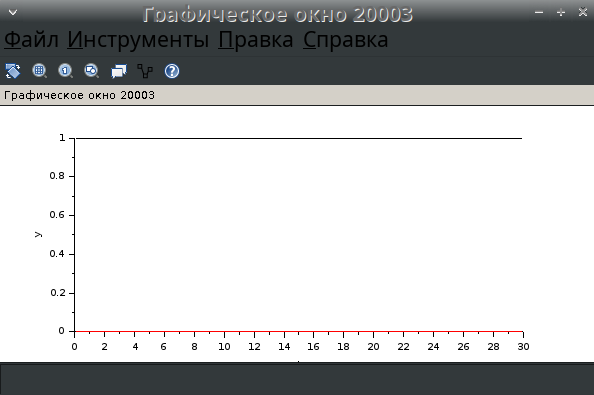 Графическое окно 20003
Файл Инструменты Правка Справка
Графическое окно 20003
1
0.8
0.6
y
0.4
0.2
0
0 2 4 6 8 10 12 14 16 18 20 22 24 26 28 30